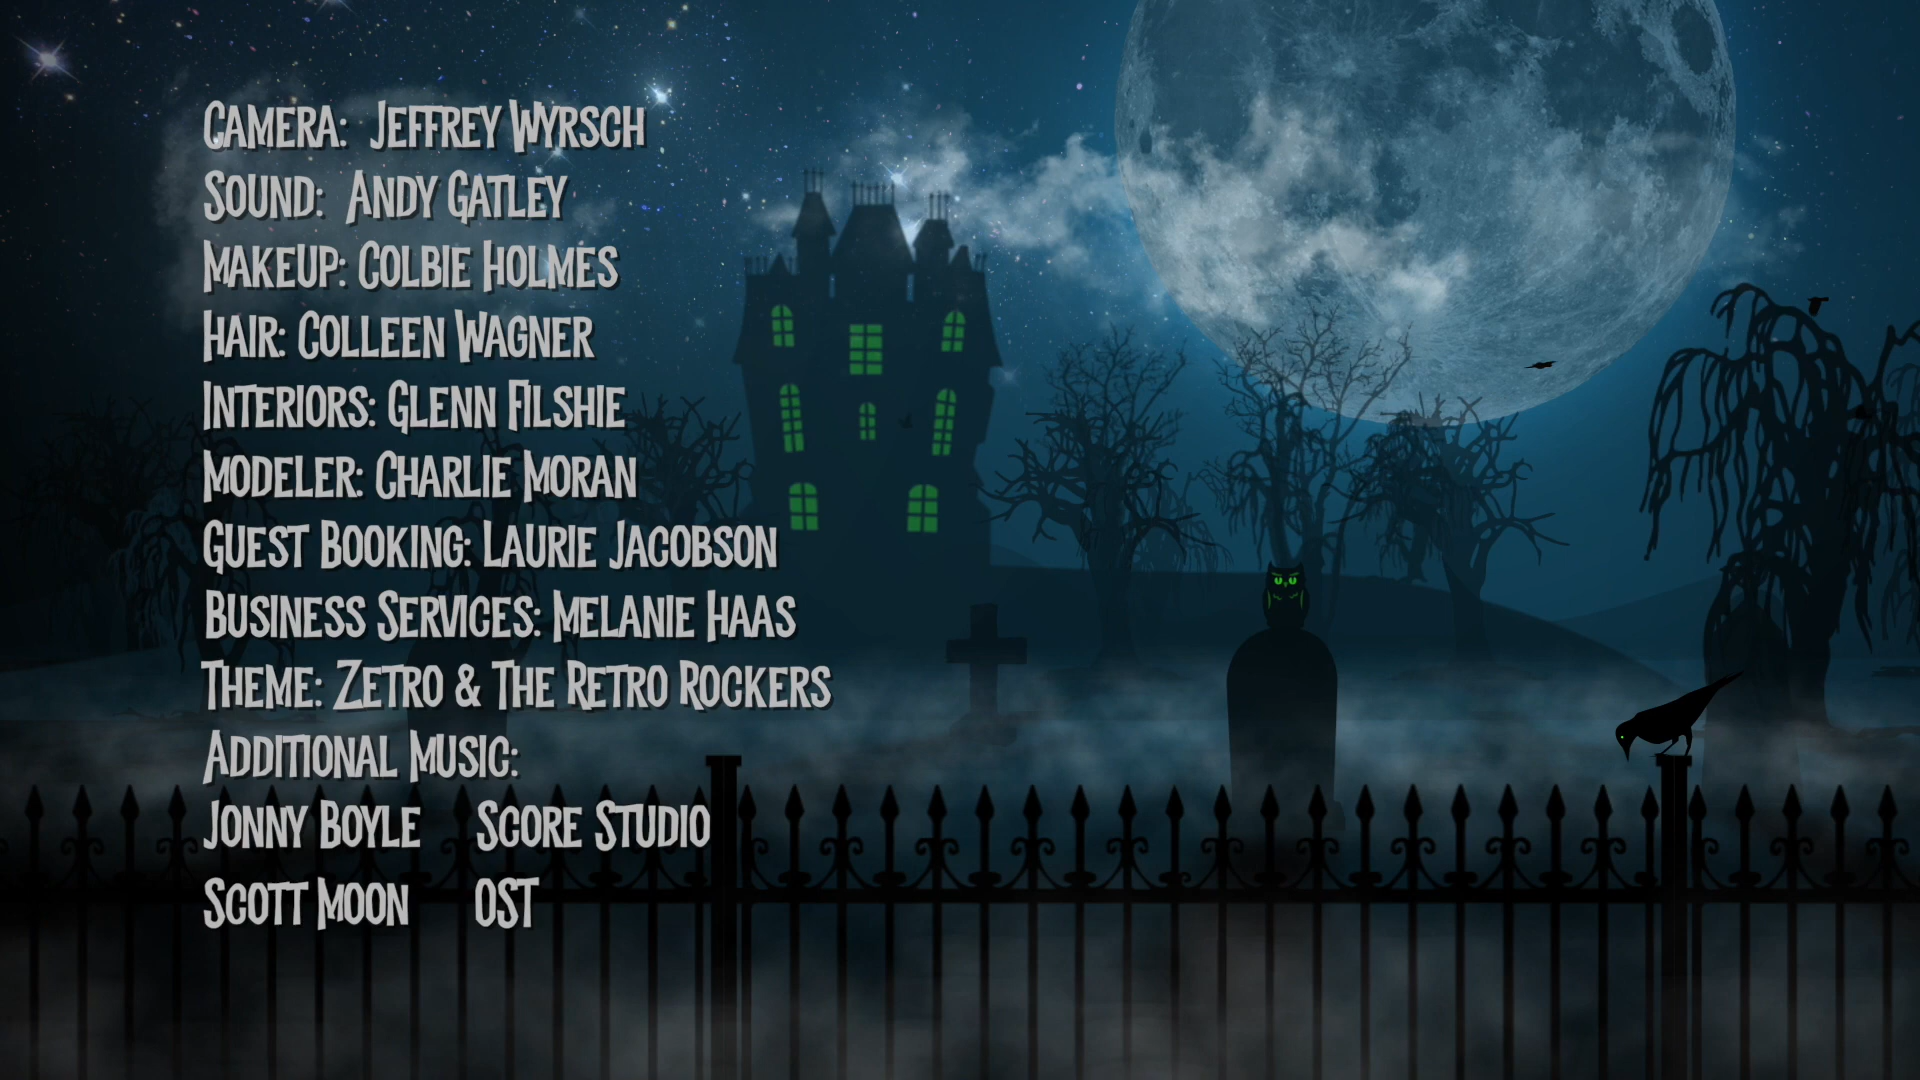 Camera: Jeffrey Wyrsch
Sound: Andy Gatley
Makeup: Colbie Holmes
Hair: Colleen Wagner
Interiors: Glenn Filshie
Modeler: Charlie Moran
Guest Booking: Laurie Jacobson
Business Services: Melanie Haas
Theme: Zetro & The Retro Rockers
Additional Music:
Jonny Boyle Score Studio
Scott Moon OST